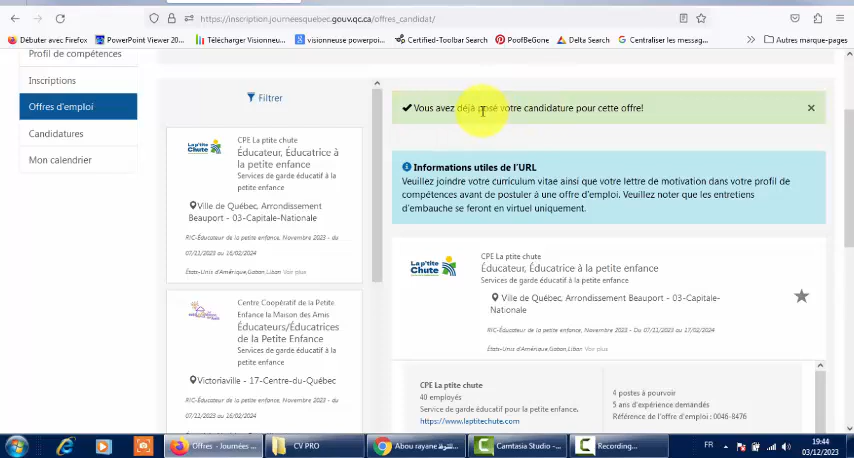 https://inscription.journeesquebec.gouv.qc.ca/offres_candidat/
Débuter avec Firefox
PowerPoint Viewer 20...
Télécharger Visionneu...
visionneuse powerpoi...
Certified-Toolbar Search
PoofBeGone
Delta Search
Centraliser les messag...
Autres marque-pages
Profil de compétences
Inscriptions
Offres d'emploi
Candidatures
Mon calendrier
Filtrer
CPE La ptite chute
Éducateur, Éducatrice à
la petite enfance
Services de garde éducatif à la
petite enfance
Ville de Québec, Arrondissement
Beauport - 03-Capitale-Nationale
RIC-Éducateur de la petite enfance, Novembre 2023 - du
07/11/2023 au 16/02/2024
États-Unis d'Amérique,Gabon,Liban Voir plus
Centre Coopératif de la Petite
Enfance la Maison des Amis
Éducateurs/Éducatrices
de la Petite Enfance
Services de garde éducatif à la
petite enfance
Victoriaville - 17-Centre-du-Québec
RIC-Éducateur de la petite enfance, Novembre 2023 - du
07/11/2023 au 16/02/2024
Vous avez déjà posé votre candidature pour cette offre!
×
Informations utiles de l'URL
Veuillez joindre votre curriculum vitae ainsi que votre lettre de motivation dans votre profil de
compétences avant de postuler à une offre d'emploi. Veuillez noter que les entretiens
d'embauche se feront en virtuel uniquement.
La p'tite
Chute
CPE La ptite chute
Éducateur, Éducatrice à la petite enfance
Services de garde éducatif à la petite enfance
Ville de Québec, Arrondissement Beauport - 03-Capitale-
Nationale
RIC-Éducateur de la petite enfance, Novembre 2023 - Du 07/11/2023 au 17/02/2024
États-Unis d'Amérique,Gabon,Liban Voir plus
CPE La ptite chute
40 employés
Service de garde éducatif pour la petite enfance.
https://www.laptitechute.com
4 postes à pourvoir
5 ans d'expérience demandés
Référence de l'offre d'emploi : 0046-8476
Offres - Journées ...
CV PRO
Abou rayane
Camtasia Studio -...
Recording...
FR
19:44
03/12/2023